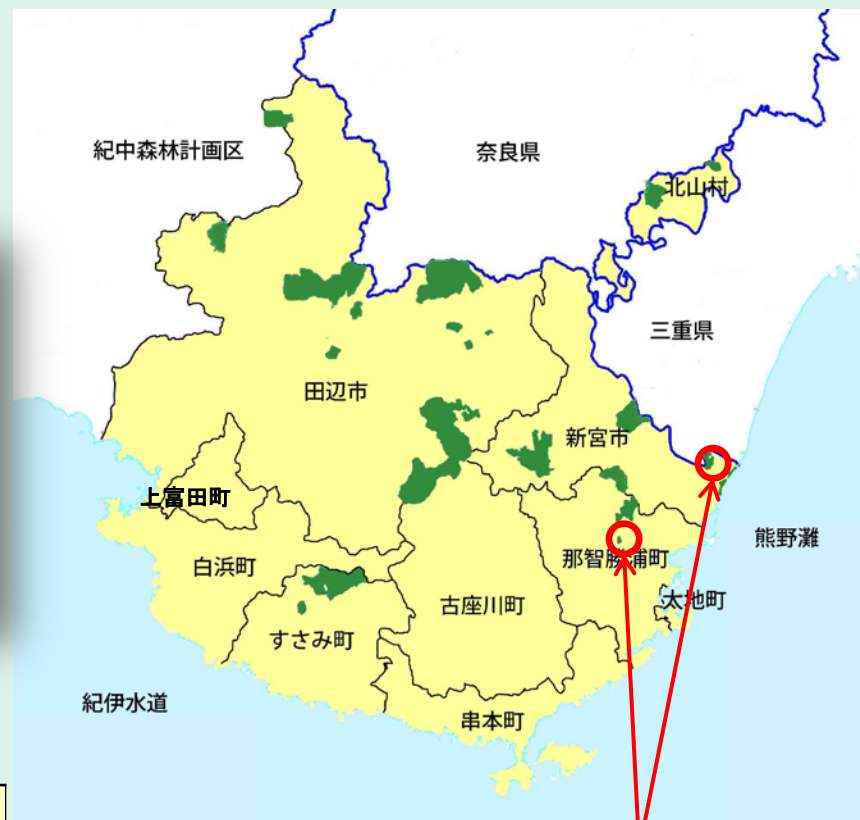 紀中森林計画区
奈良県
北山村
三重県
田辺市
新宮市
上富田町
熊野灘
那智勝浦町
白浜町
太地町
古座川町
すさみ町
紀伊水道
串本町